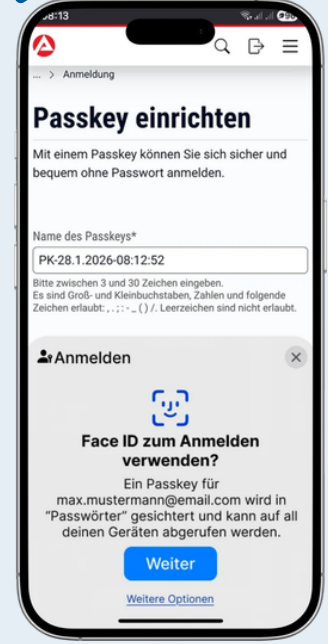 ... > Anmeldung
Passkey einrichten
Mit einem Passkey können Sie sich sicher und
bequem ohne Passwort anmelden.
Name des Passkeys*
PK-28.1.2026-08:12:52
Bitte zwischen 3 und 30 Zeichen eingeben.
Es sind Groß- und Kleinbuchstaben, Zahlen und folgende
Zeichen erlaubt: , . ; : - _ ( ) /. Leerzeichen sind nicht erlaubt.
Anmelden
Face ID zum Anmelden
verwenden?
Ein Passkey für
max.mustermann@email.com wird in
“Passwörter” gesichert und kann auf all
deinen Geräten abgerufen werden.
Weiter
Weitere Optionen